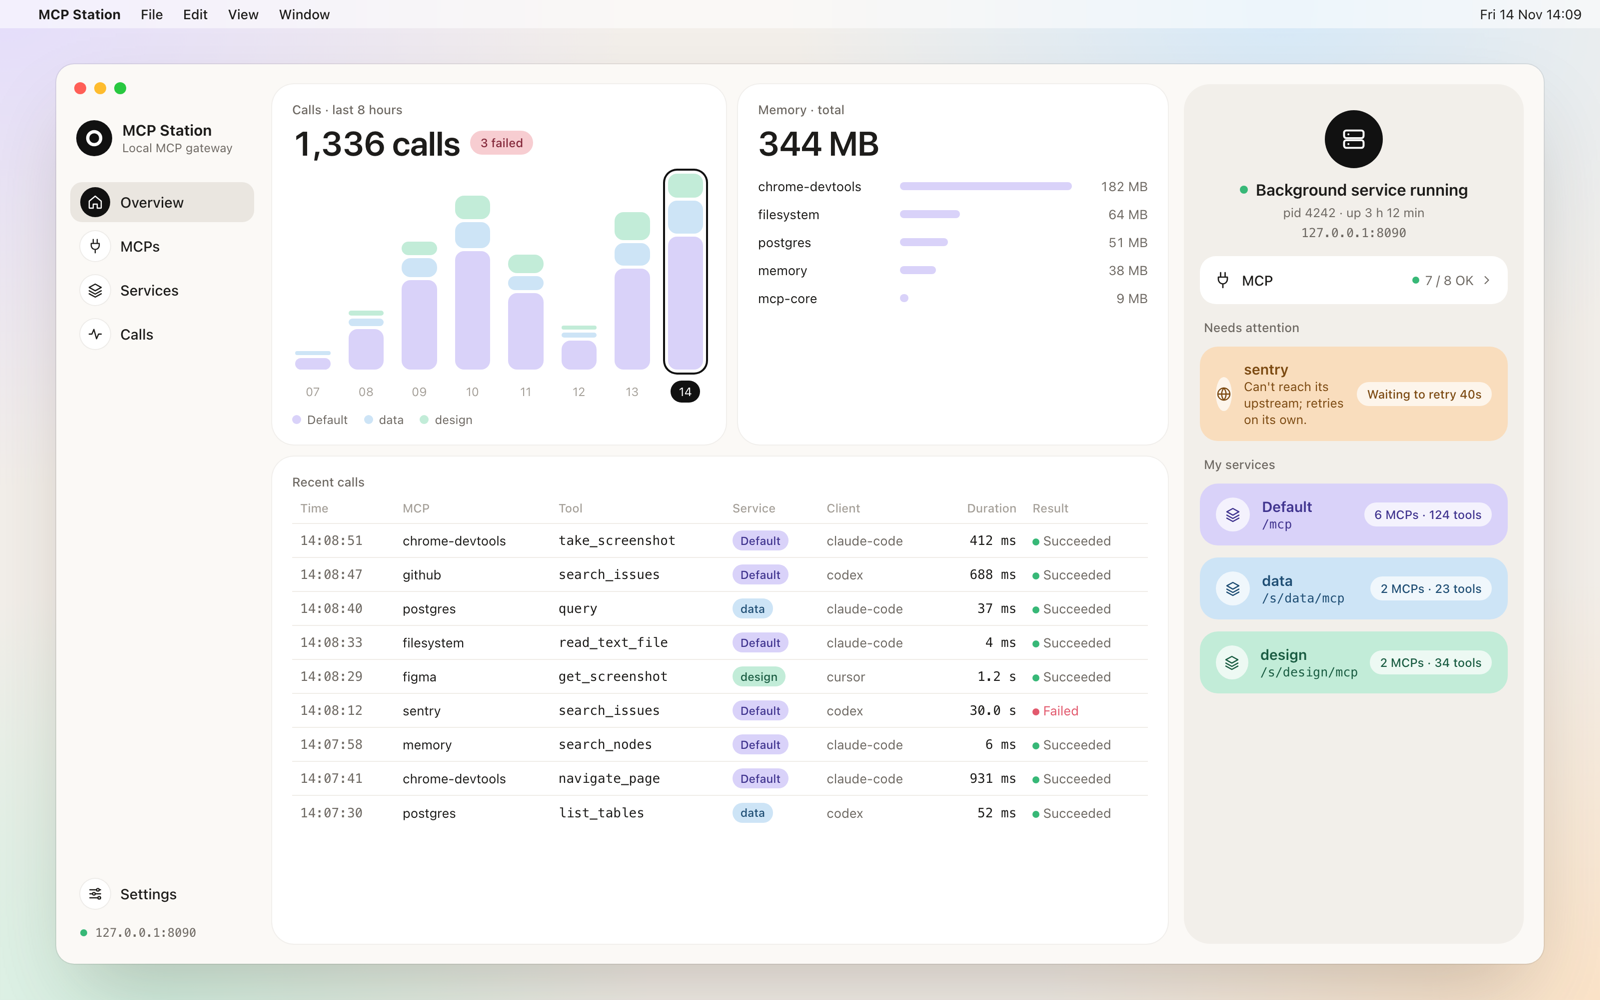 MCP Station File Edit View Window
Fri 14 Nov 14:09
MCP Station
Local MCP gateway
Overview
MCPs
Services
Calls
Settings
127.0.0.1:8090
Calls · last 8 hours
1,336 calls
3 failed
07 08 09 10 11 12 13 14
Default data design
Memory · total
344 MB
chrome-devtools 182 MB
filesystem 64 MB
postgres 51 MB
memory 38 MB
mcp-core 9 MB
Recent calls
Time MCP Tool Service Client Duration Result
14:08:51 chrome-devtools take_screenshot Default claude-code 412 ms Succeeded
14:08:47 github search_issues Default codex 688 ms Succeeded
14:08:40 postgres query data claude-code 37 ms Succeeded
14:08:33 filesystem read_text_file Default claude-code 4 ms Succeeded
14:08:29 figma get_screenshot design cursor 1.2 s Succeeded
14:08:12 sentry search_issues Default codex 30.0 s Failed
14:07:58 memory search_nodes Default claude-code 6 ms Succeeded
14:07:41 chrome-devtools navigate_page Default claude-code 931 ms Succeeded
14:07:30 postgres list_tables data codex 52 ms Succeeded
Background service running
pid 4242 · up 3 h 12 min
127.0.0.1:8090
MCP 7 / 8 OK
Needs attention
sentry
Can't reach its
upstream; retries
on its own.
Waiting to retry 40s
My services
Default
/mcp
6 MCPs · 124 tools
data
/s/data/mcp
2 MCPs · 23 tools
design
/s/design/mcp
2 MCPs · 34 tools